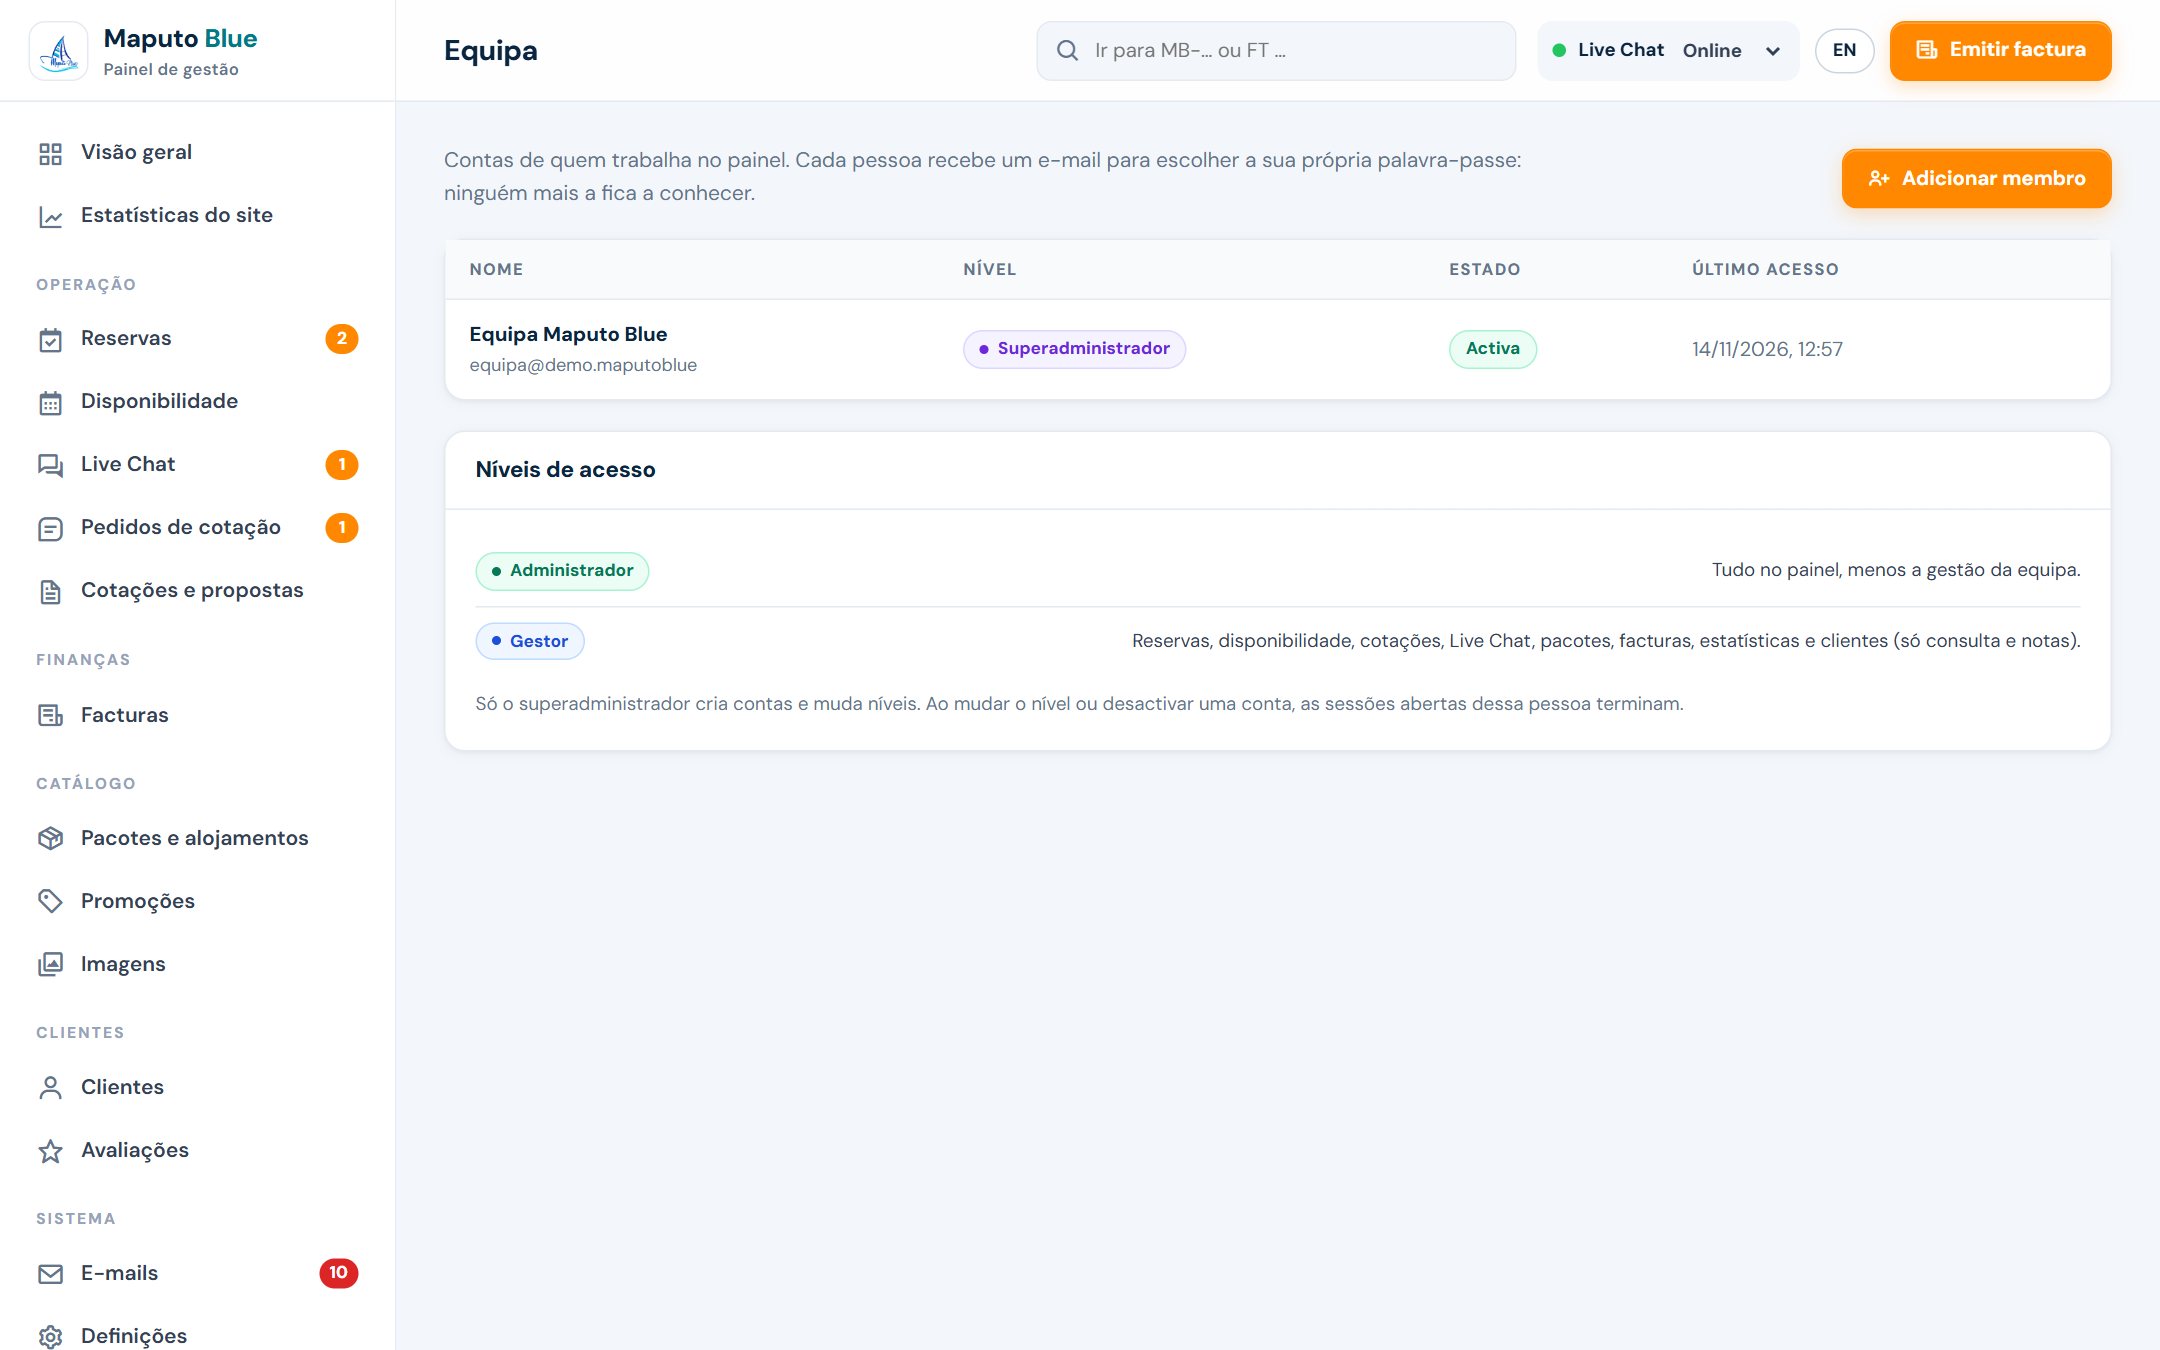 Maputo Blue
Painel de gestão
Equipa
Ir para MB-... ou FT ...
Live Chat Online
EN
Emitir factura
Visão geral
Estatísticas do site
OPERAÇÃO
Reservas 2
Disponibilidade
Live Chat 1
Pedidos de cotação 1
Cotações e propostas
FINANÇAS
Facturas
CATÁLOGO
Pacotes e alojamentos
Promoções
Imagens
CLIENTES
Clientes
Avaliações
SISTEMA
E-mails 10
Definições
Contas de quem trabalha no painel. Cada pessoa recebe um e-mail para escolher a sua própria palavra-passe:
ninguém mais a fica a conhecer.
Adicionar membro
NOME NÍVEL ESTADO ÚLTIMO ACESSO
Equipa Maputo Blue
equipa@demo.maputoblue
Superadministrador
Activa
14/11/2026, 12:57
Níveis de acesso
Administrador
Tudo no painel, menos a gestão da equipa.
Gestor
Reservas, disponibilidade, cotações, Live Chat, pacotes, facturas, estatísticas e clientes (só consulta e notas).
Só o superadministrador cria contas e muda níveis. Ao mudar o nível ou desactivar uma conta, as sessões abertas dessa pessoa terminam.